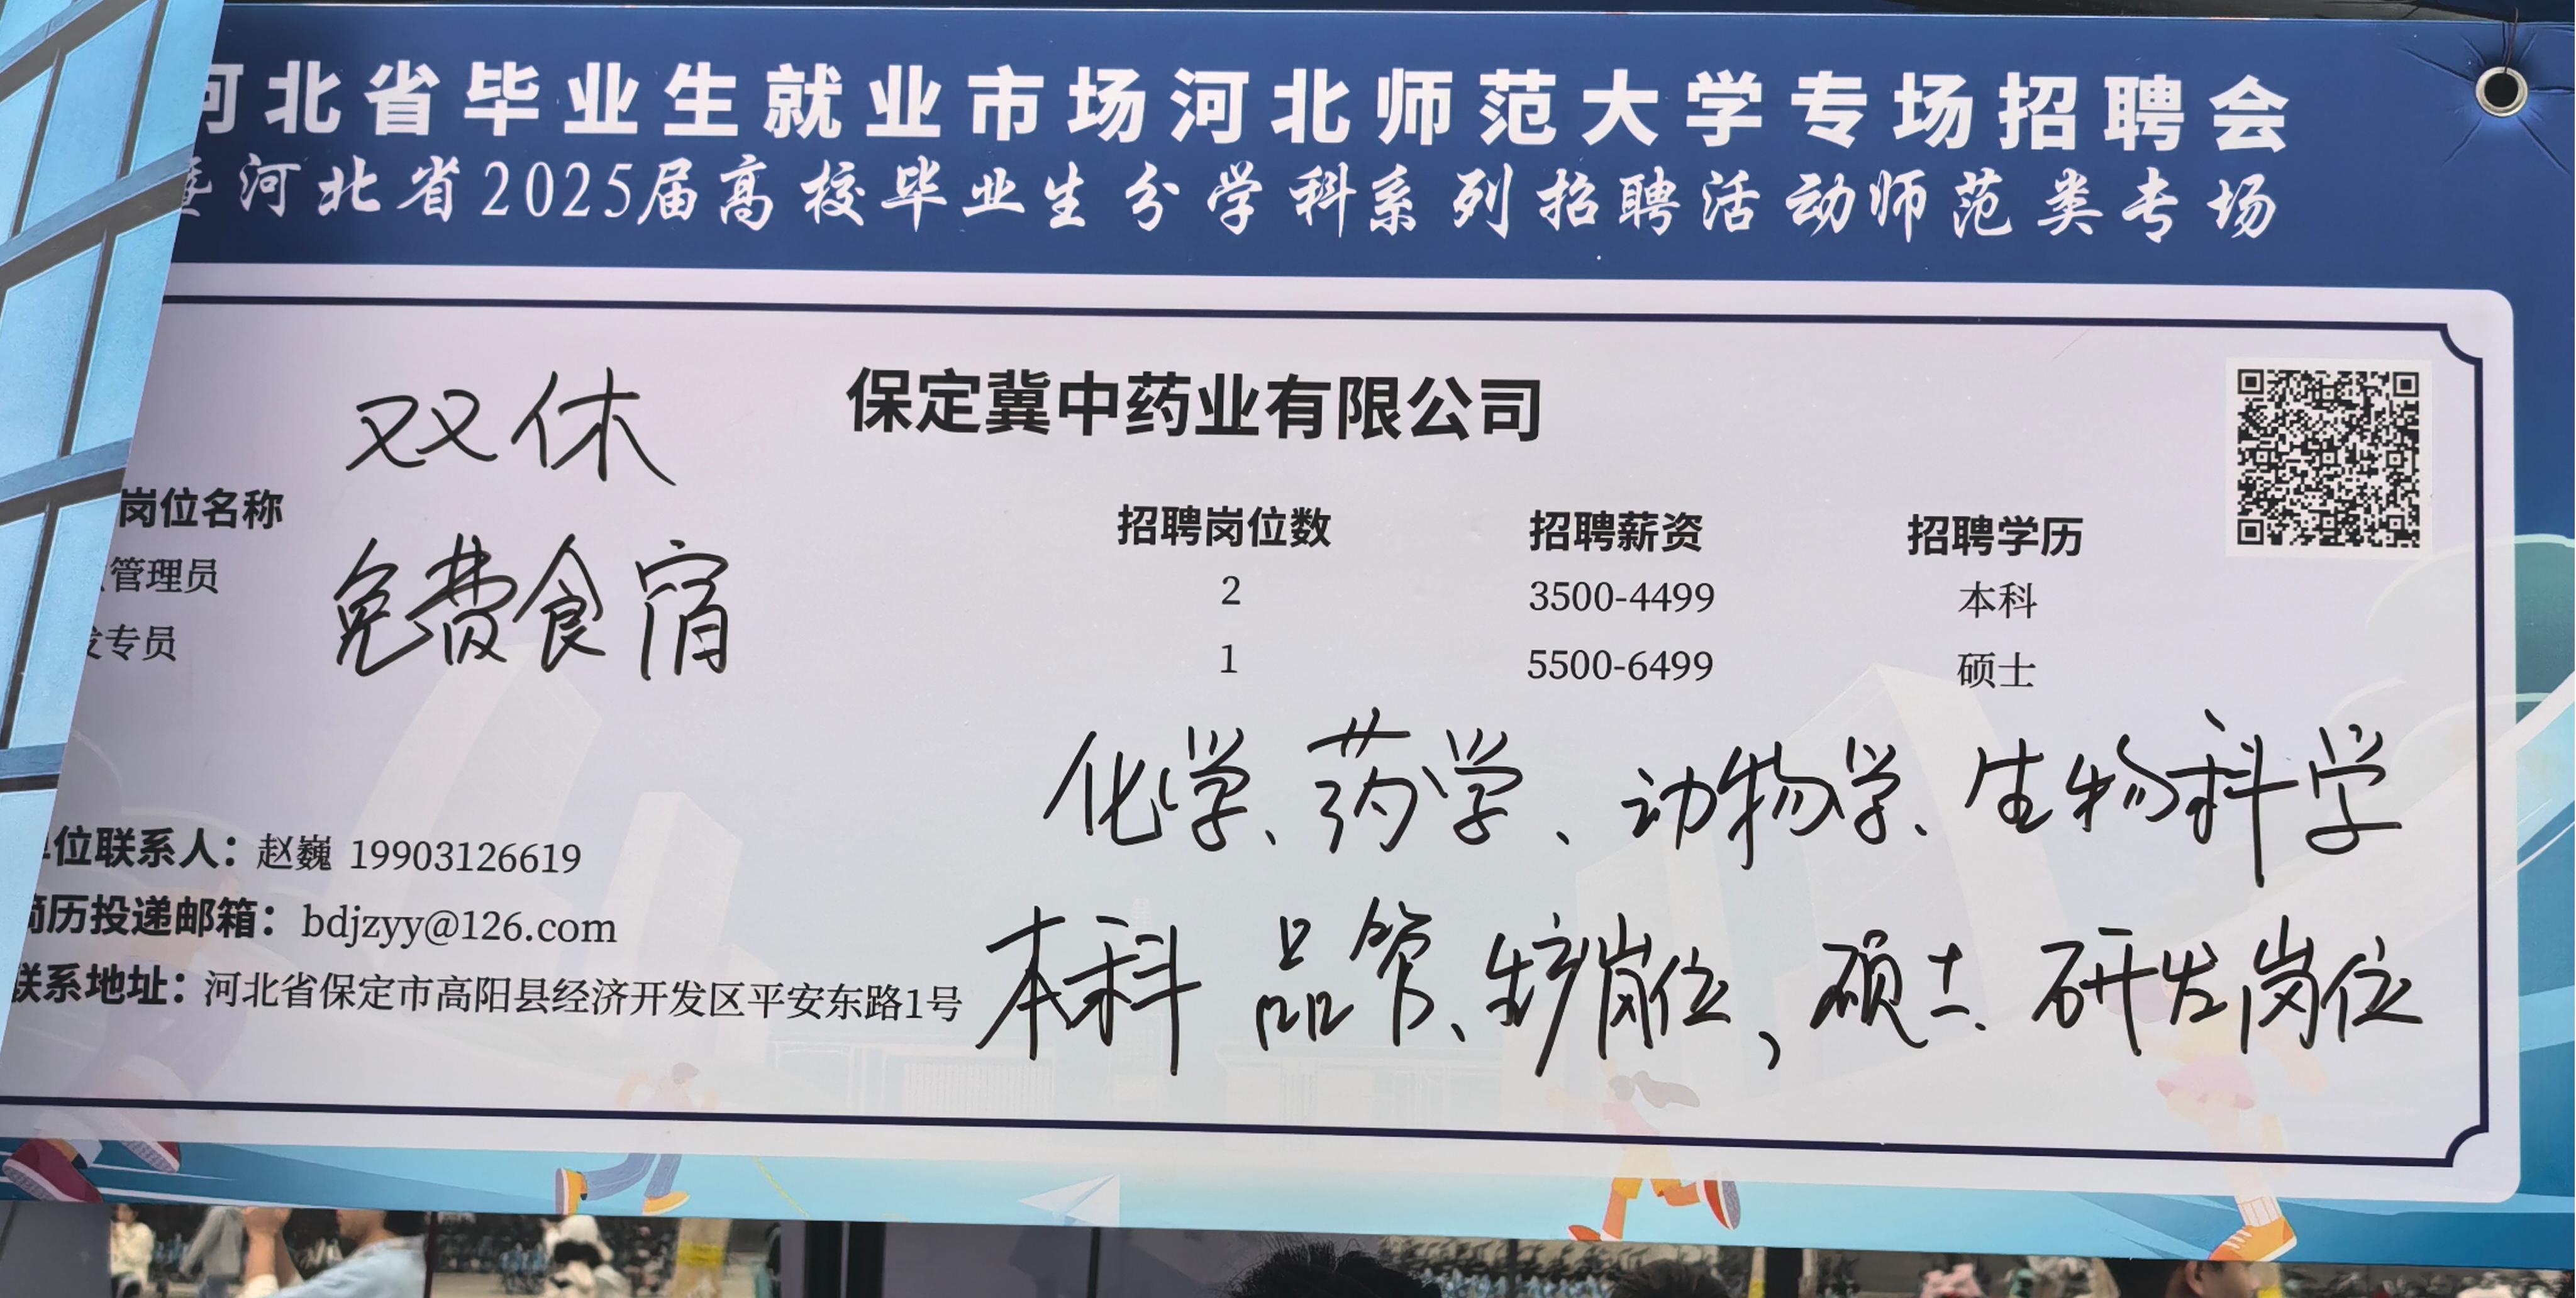 河北省毕业生就业市场河北师范大学专场招聘会
暨河北省2025届高校毕业生分学科系列招聘活动师范类专场
双休
保定冀中药业有限公司
岗位名称 招聘岗位数 招聘薪资 招聘学历
管理员 2 3500-4499 本科
免费食宿
发专员 1 5500-6499 硕士
化学、药学、动物学、生物科学
单位联系人：赵巍 19903126619
简历投递邮箱：bdjzyy@126.com
本科 品管、生产岗位，硕士 研发岗位
联系地址：河北省保定市高阳县经济开发区平安东路1号